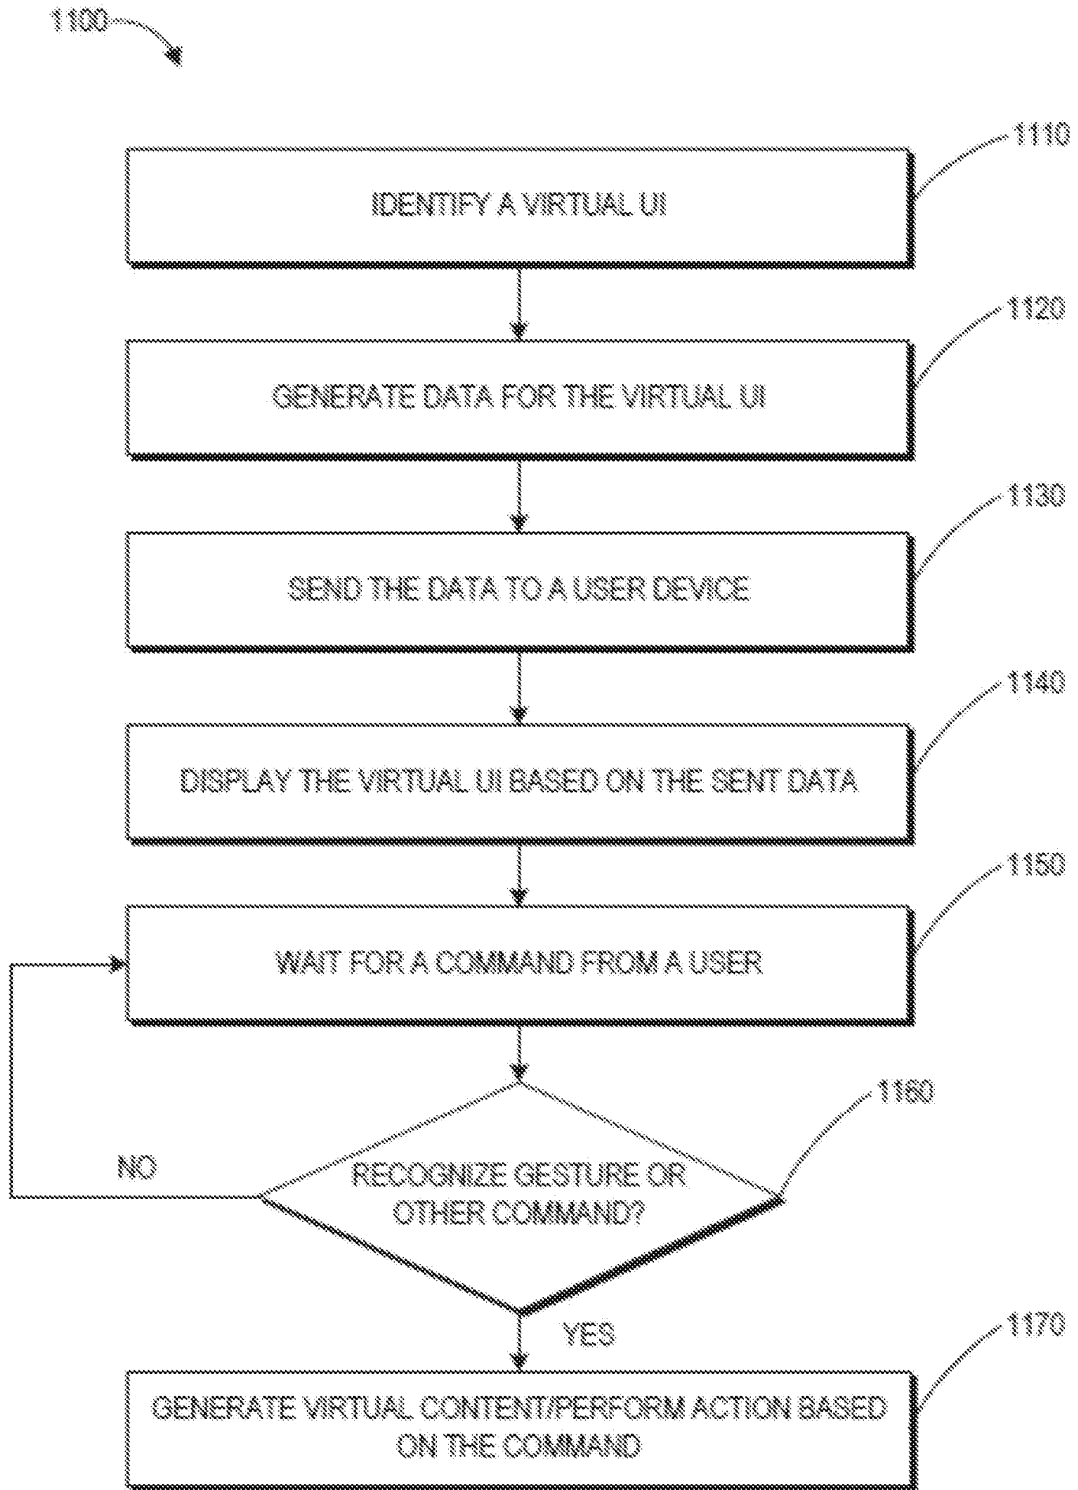 1100
1110
IDENTIFY A VIRTUAL UI
1120
GENERATE DATA FOR THE VIRTUAL UI
1130
SEND THE DATA TO A USER DEVICE
1140
DISPLAY THE VIRTUAL UI BASED ON THE SENT DATA
1150
WAIT FOR A COMMAND FROM A USER
1160
NO
RECOGNIZE GESTURE OR
OTHER COMMAND?
YES
1170
GENERATE VIRTUAL CONTENT/PERFORM ACTION BASED
ON THE COMMAND